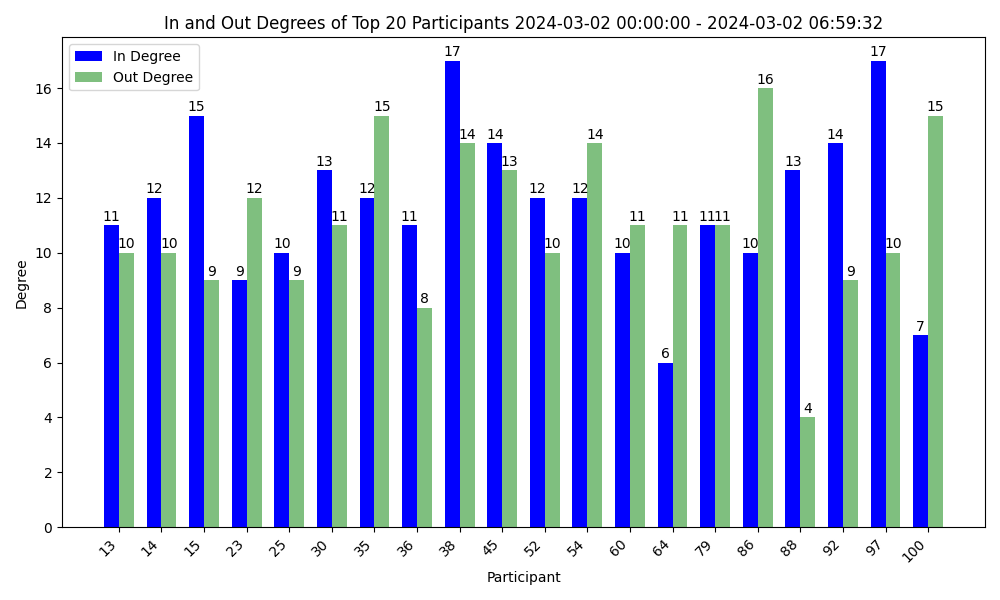 In and Out Degrees of Top 20 Participants 2024-03-02 00:00:00 - 2024-03-02 06:59:32
In Degree
Out Degree
Degree
16
14
12
10
8
6
4
2
0
11 10 12 10 15 9 9 12 10 9 13 11 12 15 11 8 17 14 14 13 12 10 12 14 10 11 6 11 11 11 10 16 13 4 14 9 17 10 7 15
13 14 15 23 25 30 35 36 38 45 52 54 60 64 79 86 88 92 97 100
Participant